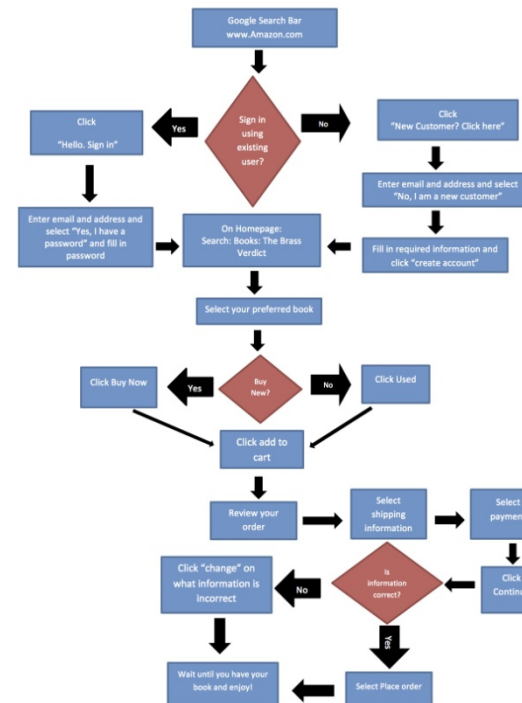 Google Search Bar
www.Amazon.com
Sign in
using
existing
user?
Yes
No
Click
"Hello. Sign in"
Click
"New Customer? Click here"
Enter email and address and
select "Yes, I have a
password" and fill in
password
Enter email and address and select
"No, I am a new customer"
On Homepage:
Search: Books: The Brass
Verdict
Fill in required information and
click "create account"
Select your preferred book
Buy
New?
Yes
No
Click Buy Now
Click Used
Click add to
cart
Review your
order
Select
shipping
information
Select
paymen
Click
Continu
Is
information
correct?
No
Yes
Click "change" on
what information is
incorrect
Select Place order
Wait until you have your
book and enjoy!